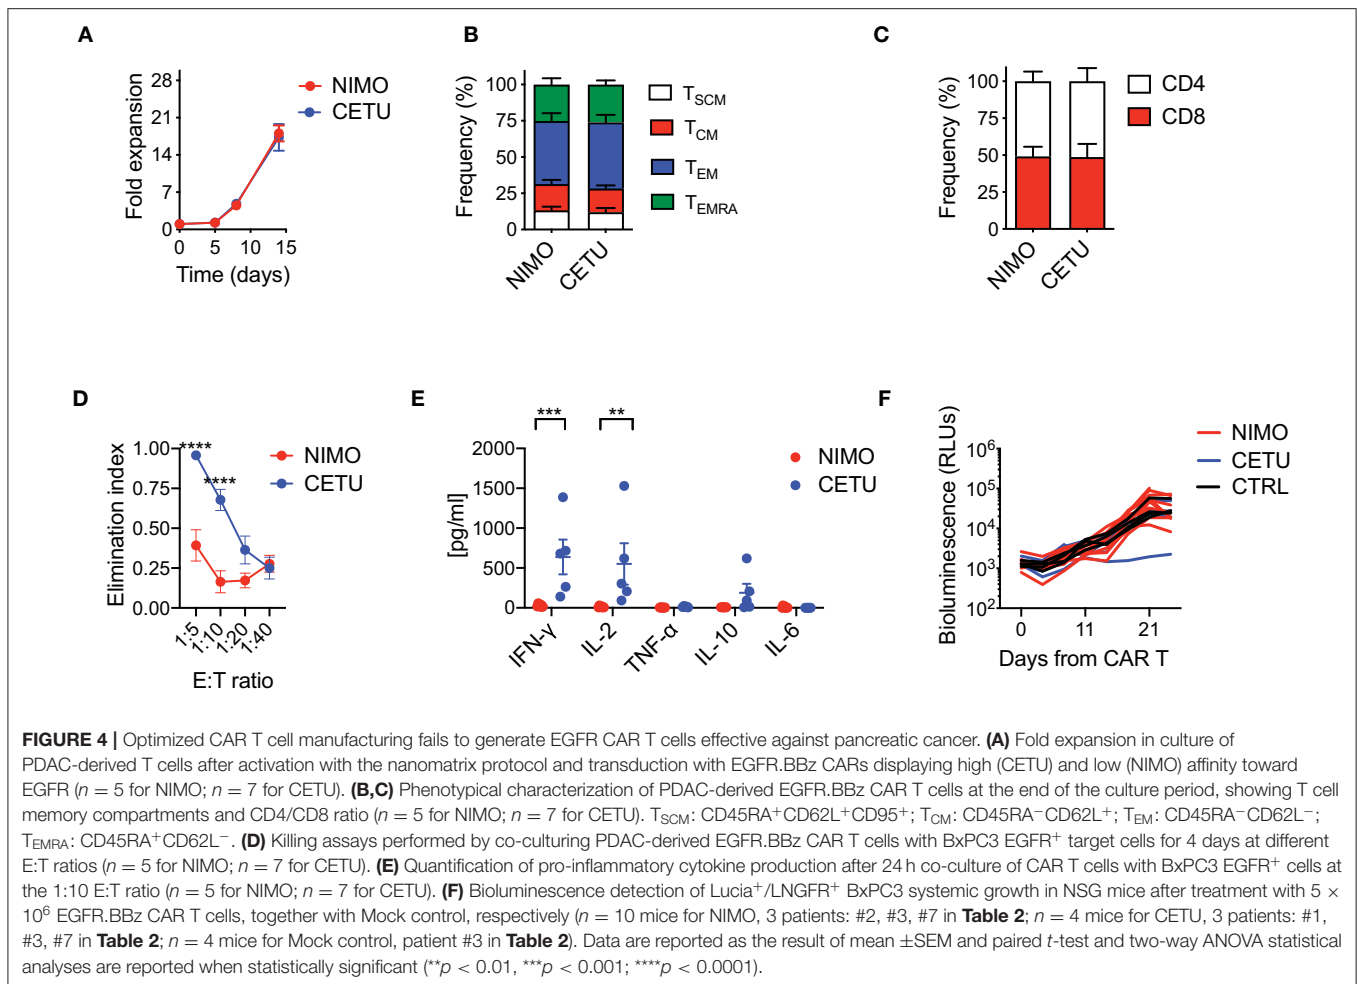 A
B
C
Fold expansion
28
21
14
7
0
0 5 10 15
Time (days)
NIMO
CETU
Frequency (%)
100
75
50
25
0
NIMO
CETU
TSCM
TCM
TEM
TEMRA
Frequency (%)
100
75
50
25
0
NIMO
CETU
CD4
CD8
D
E
F
Elimination index
1.00
0.75
0.50
0.25
0.00
****
****
1:5
1:10
1:20
1:40
E:T ratio
NIMO
CETU
[pg/ml]
2000
1500
1000
500
0
***
**
IFN-γ
IL-2
TNF-α
IL-10
IL-6
NIMO
CETU
Bioluminescence (RLUs)
10⁶
10⁵
10⁴
10³
10²
0 11 21
Days from CAR T
NIMO
CETU
CTRL
FIGURE 4 | Optimized CAR T cell manufacturing fails to generate EGFR CAR T cells effective against pancreatic cancer. (A) Fold expansion in culture of
PDAC-derived T cells after activation with the nanomatrix protocol and transduction with EGFR.BBz CARs displaying high (CETU) and low (NIMO) affinity toward
EGFR (n = 5 for NIMO; n = 7 for CETU). (B,C) Phenotypical characterization of PDAC-derived EGFR.BBz CAR T cells at the end of the culture period, showing T cell
memory compartments and CD4/CD8 ratio (n = 5 for NIMO; n = 7 for CETU). TSCM: CD45RA⁺CD62L⁺CD95⁺; TCM: CD45RA⁻CD62L⁺; TEM: CD45RA⁻CD62L⁻;
TEMRA: CD45RA⁺CD62L⁻. (D) Killing assays performed by co-culturing PDAC-derived EGFR.BBz CAR T cells with BxPC3 EGFR⁺ target cells for 4 days at different
E:T ratios (n = 5 for NIMO; n = 7 for CETU). (E) Quantification of pro-inflammatory cytokine production after 24 h co-culture of CAR T cells with BxPC3 EGFR⁺ cells at
the 1:10 E:T ratio (n = 5 for NIMO; n = 7 for CETU). (F) Bioluminescence detection of Lucia⁺/LNGFR⁺ BxPC3 systemic growth in NSG mice after treatment with 5 ×
10⁶ EGFR.BBz CAR T cells, together with Mock control, respectively (n = 10 mice for NIMO, 3 patients: #2, #3, #7 in Table 2; n = 4 mice for CETU, 3 patients: #1,
#3, #7 in Table 2; n = 4 mice for Mock control, patient #3 in Table 2). Data are reported as the result of mean ±SEM and paired t-test and two-way ANOVA statistical
analyses are reported when statistically significant (**p < 0.01, ***p < 0.001; ****p < 0.0001).